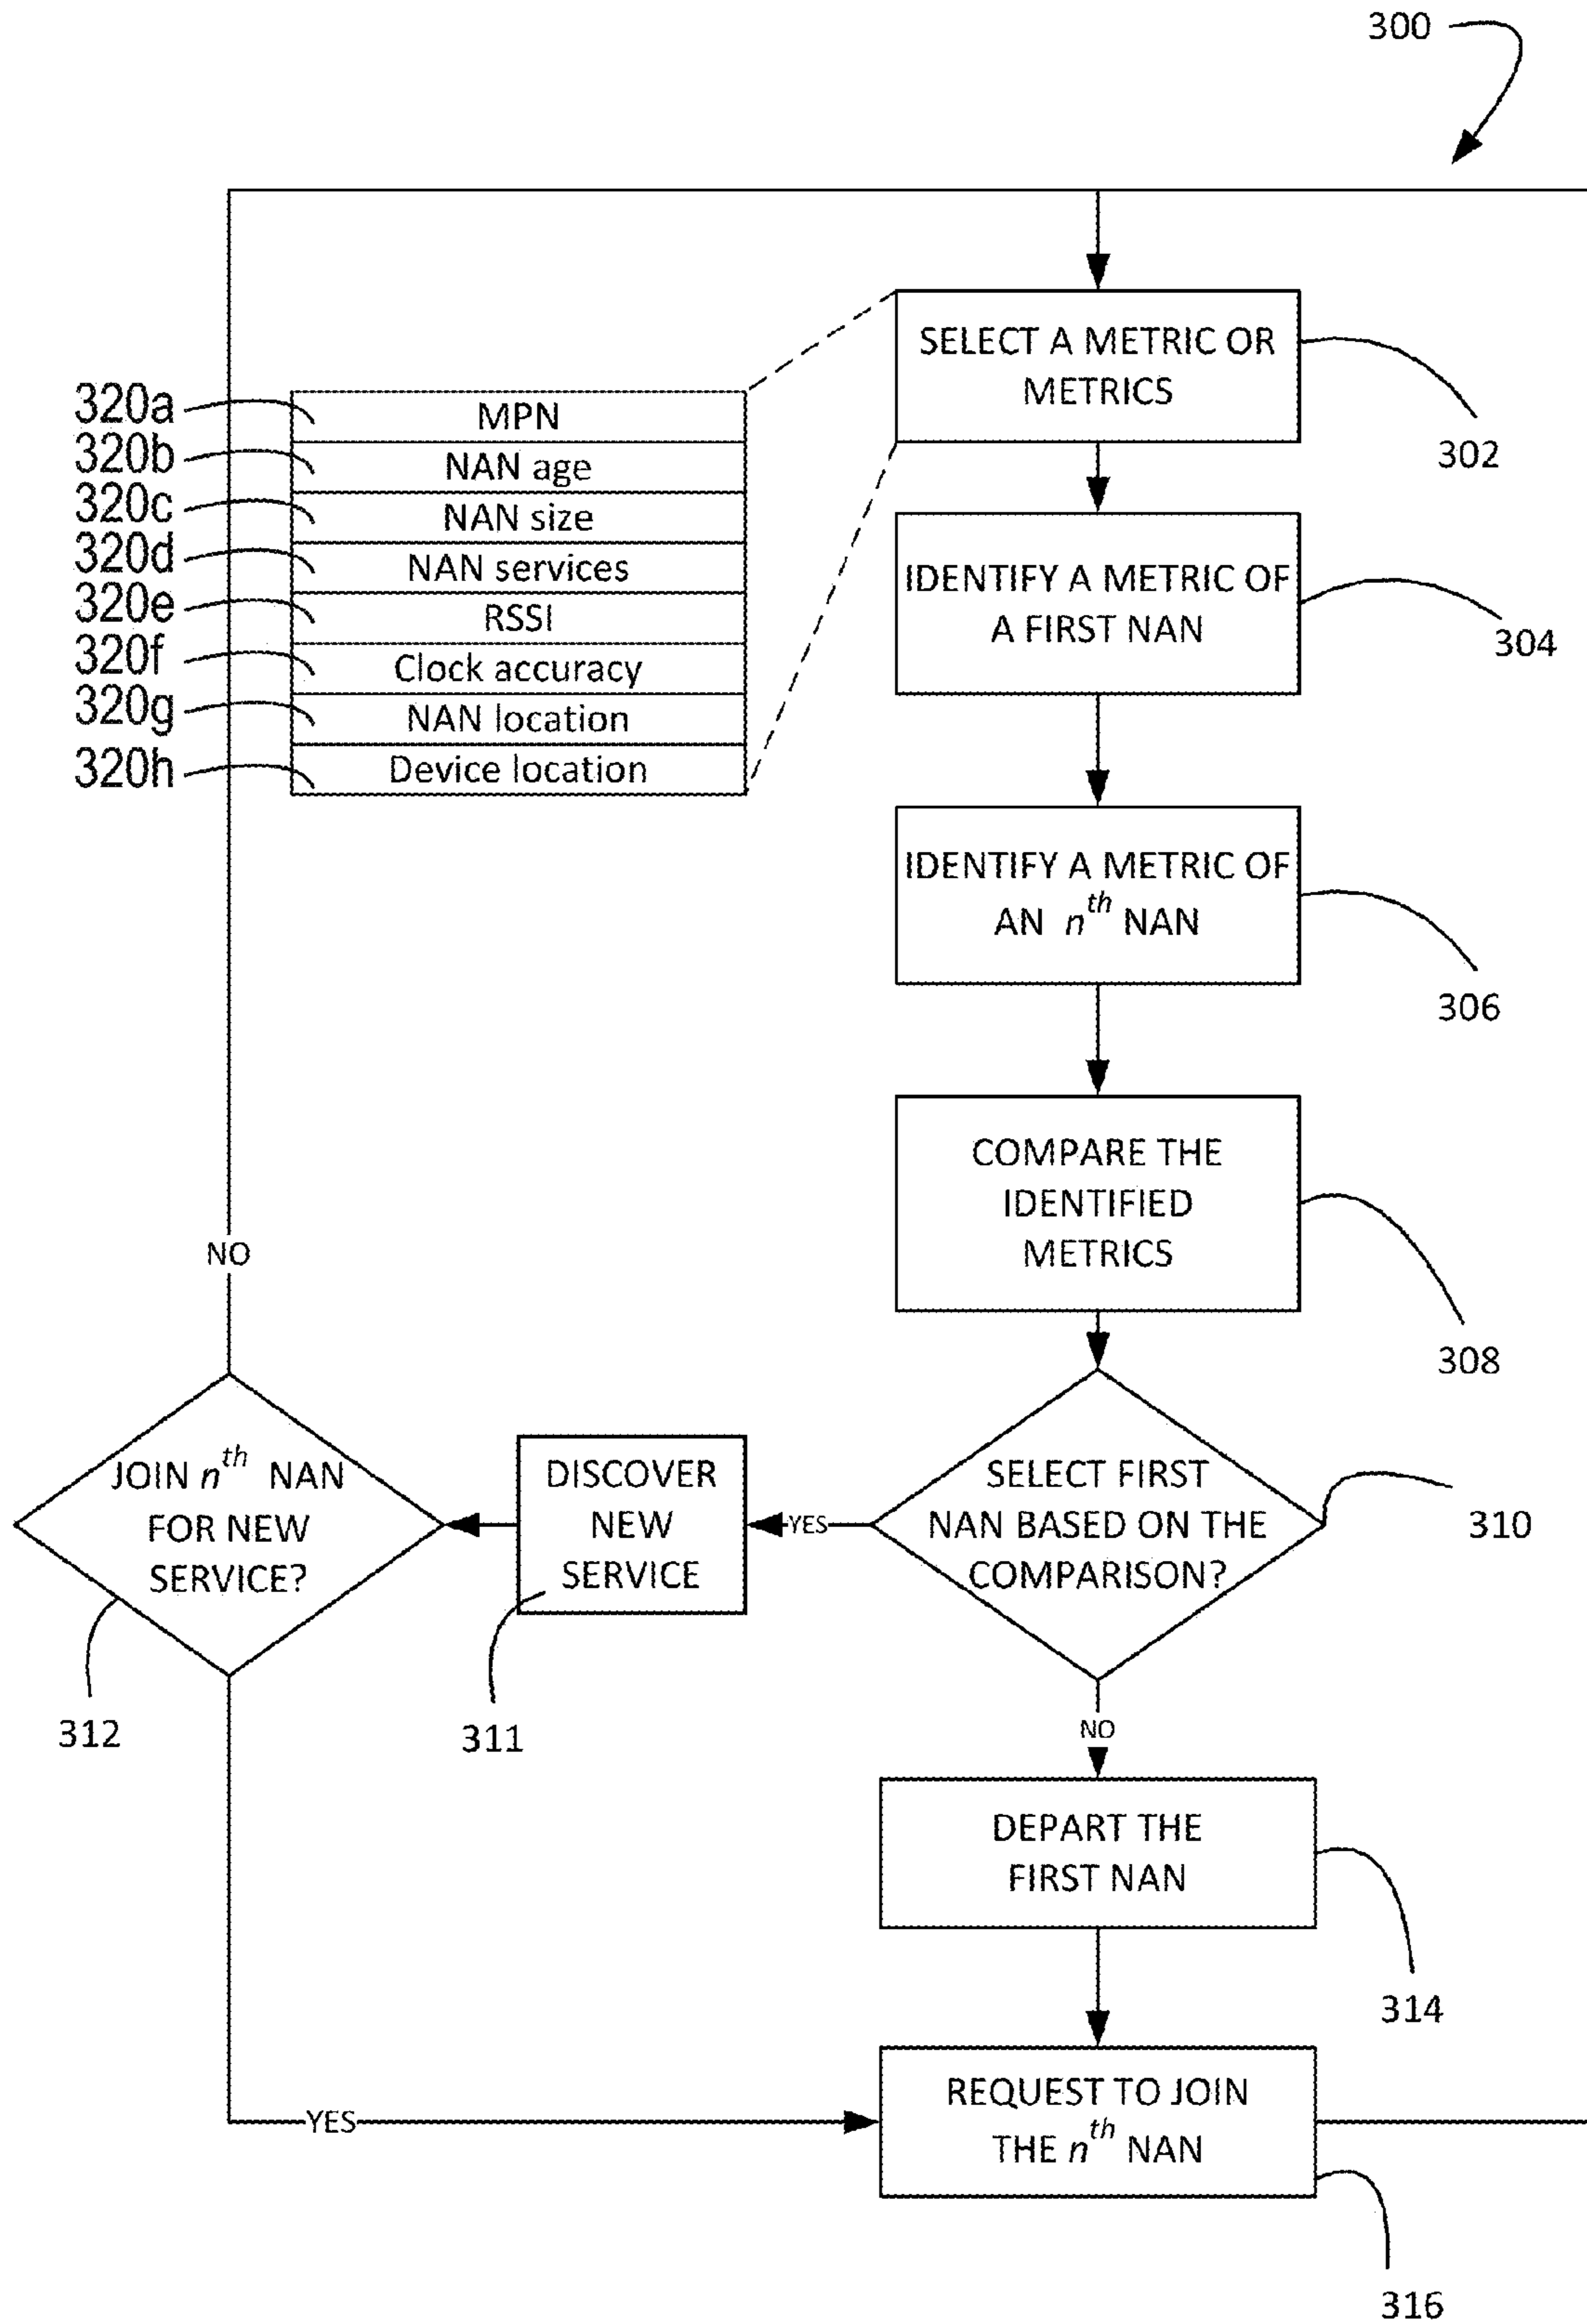 300
SELECT A METRIC OR
METRICS
302
320a
MPN
320b
NAN age
320c
NAN size
320d
NAN services
320e
RSSI
320f
Clock accuracy
320g
NAN location
320h
Device location
IDENTIFY A METRIC OF
A FIRST NAN
304
IDENTIFY A METRIC OF
AN nth NAN
306
COMPARE THE
IDENTIFIED
METRICS
308
NO
JOIN nth NAN
FOR NEW
SERVICE?
312
DISCOVER
NEW
SERVICE
311
YES
SELECT FIRST
NAN BASED ON THE
COMPARISON?
310
NO
DEPART THE
FIRST NAN
314
YES
REQUEST TO JOIN
THE nth NAN
316